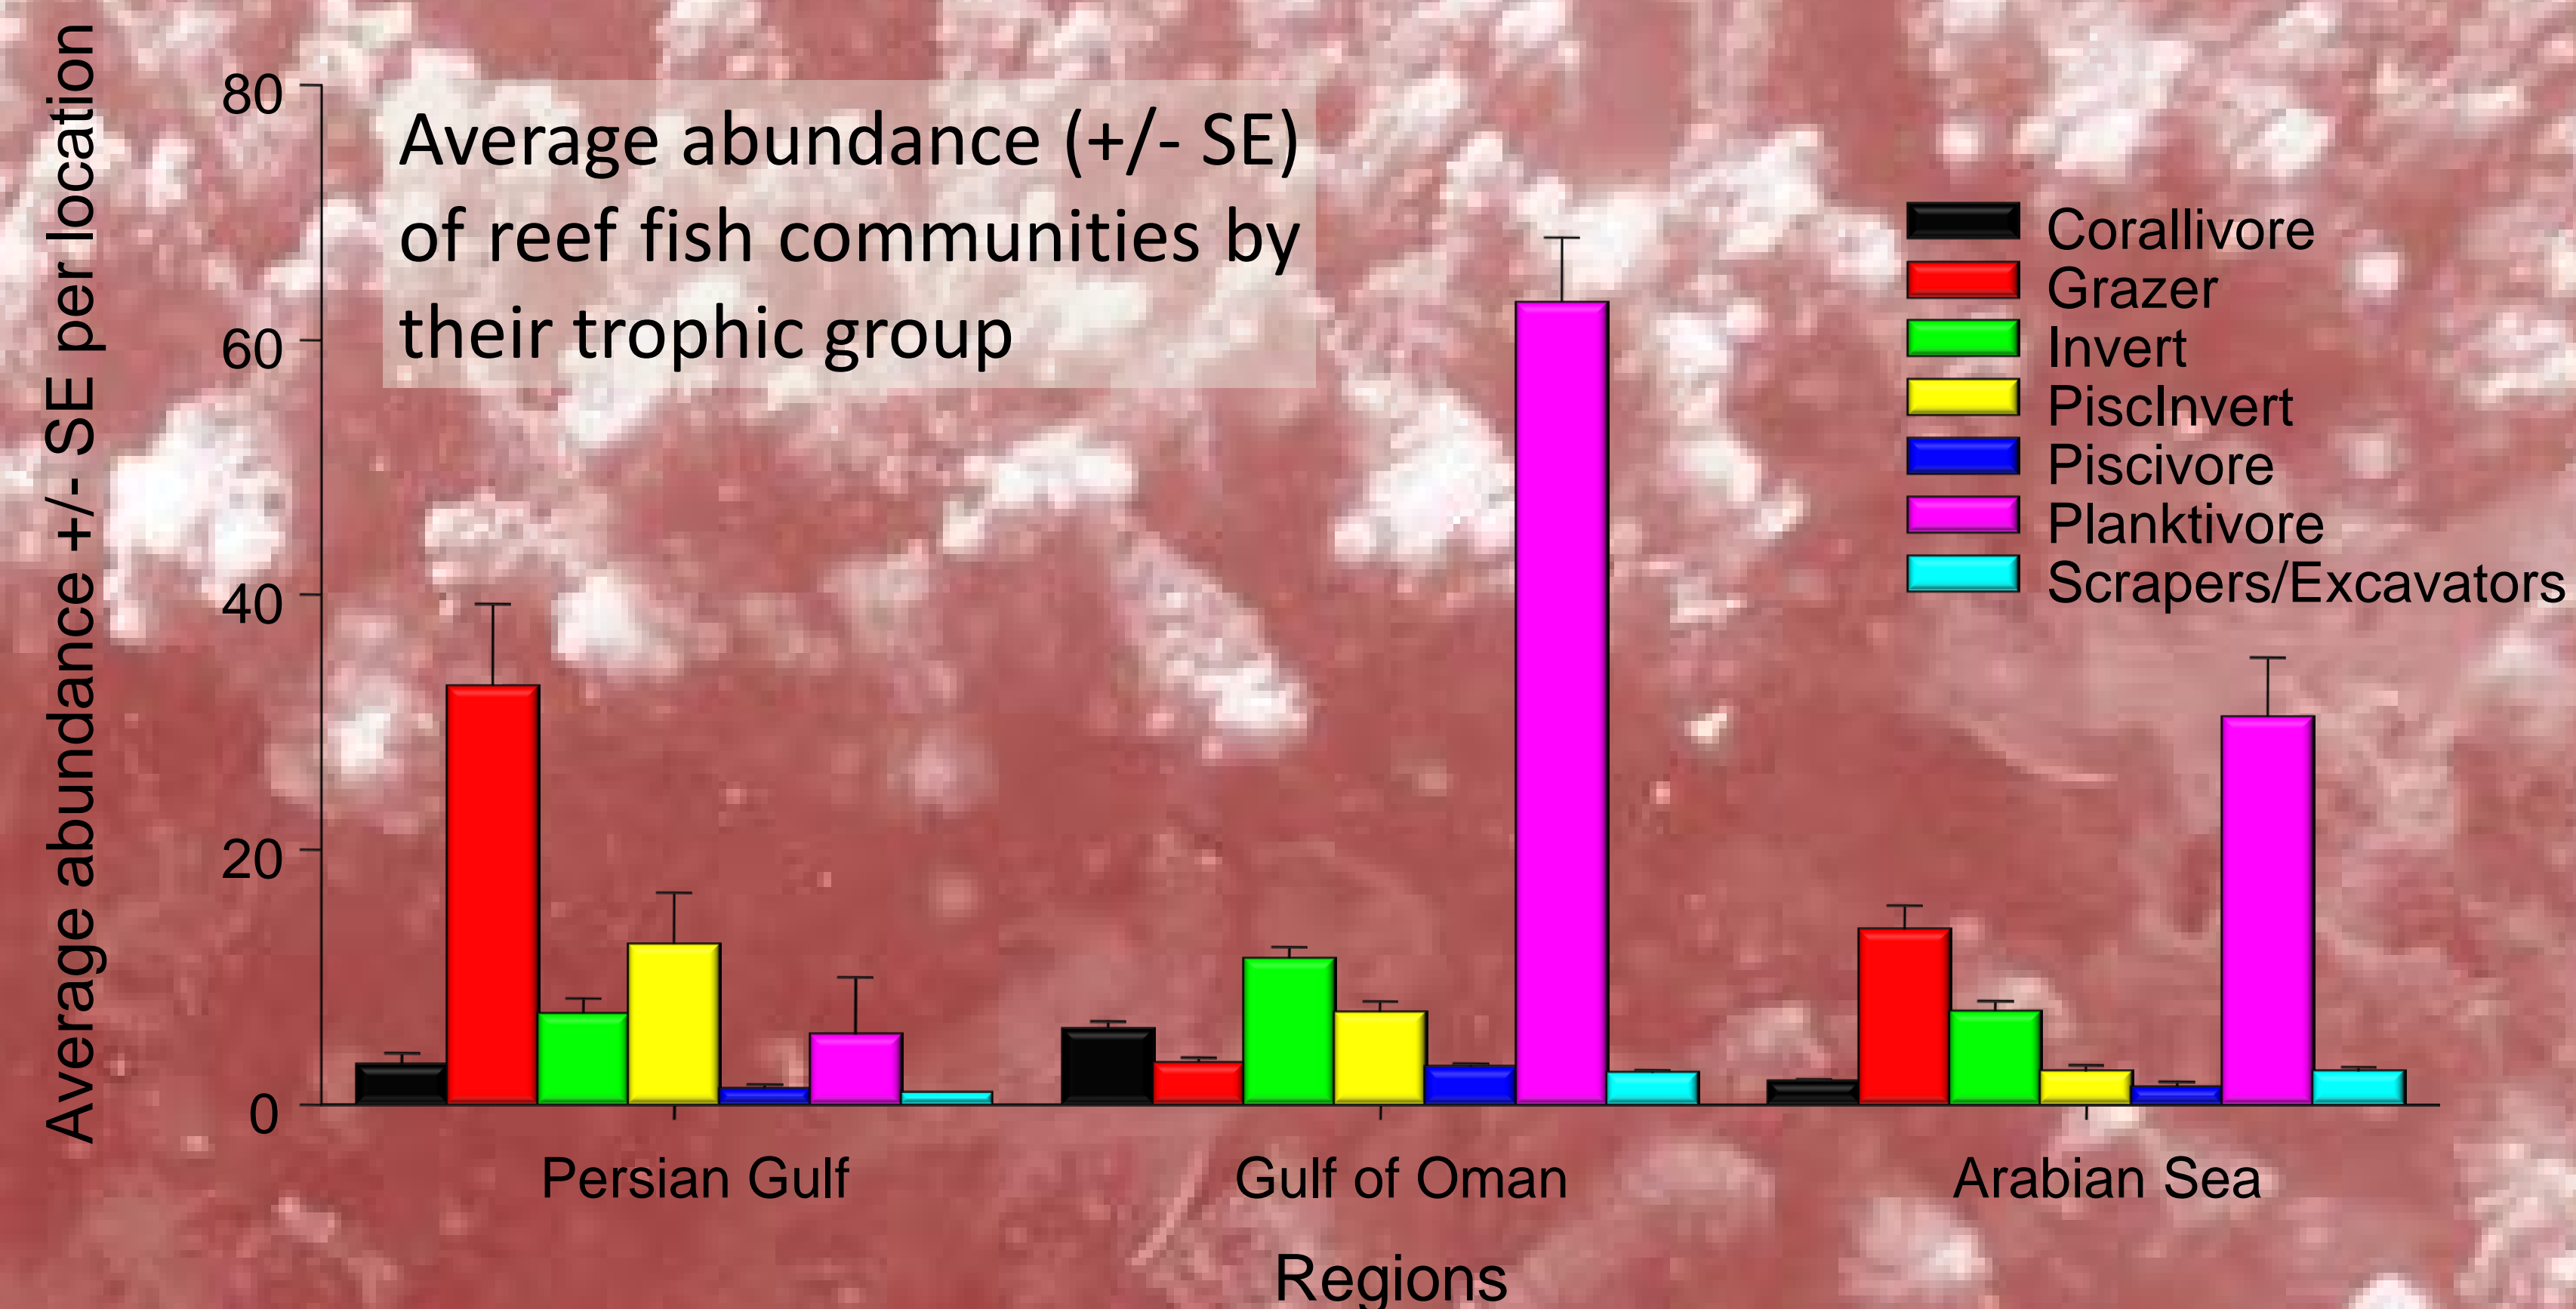 Average abundance +/- SE per location
80
60
40
20
0
Average abundance (+/- SE)
of reef fish communities by
their trophic group
Corallivore
Grazer
Invert
PiscInvert
Piscivore
Planktivore
Scrapers/Excavators
Persian Gulf
Gulf of Oman
Arabian Sea
Regions